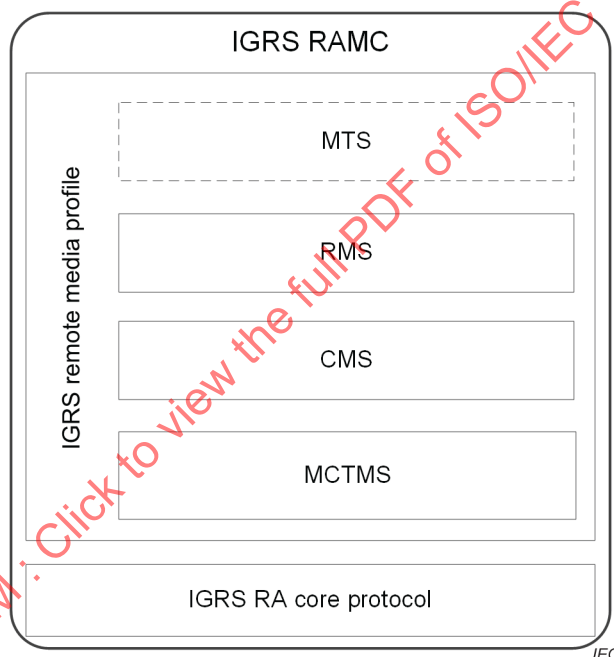 IGRS RAMC
IGRS remote media profile
MTS
RMS
CMS
MCTMS
IGRS RA core protocol
IEC
M : Click to view the full PDF of ISO/IEC